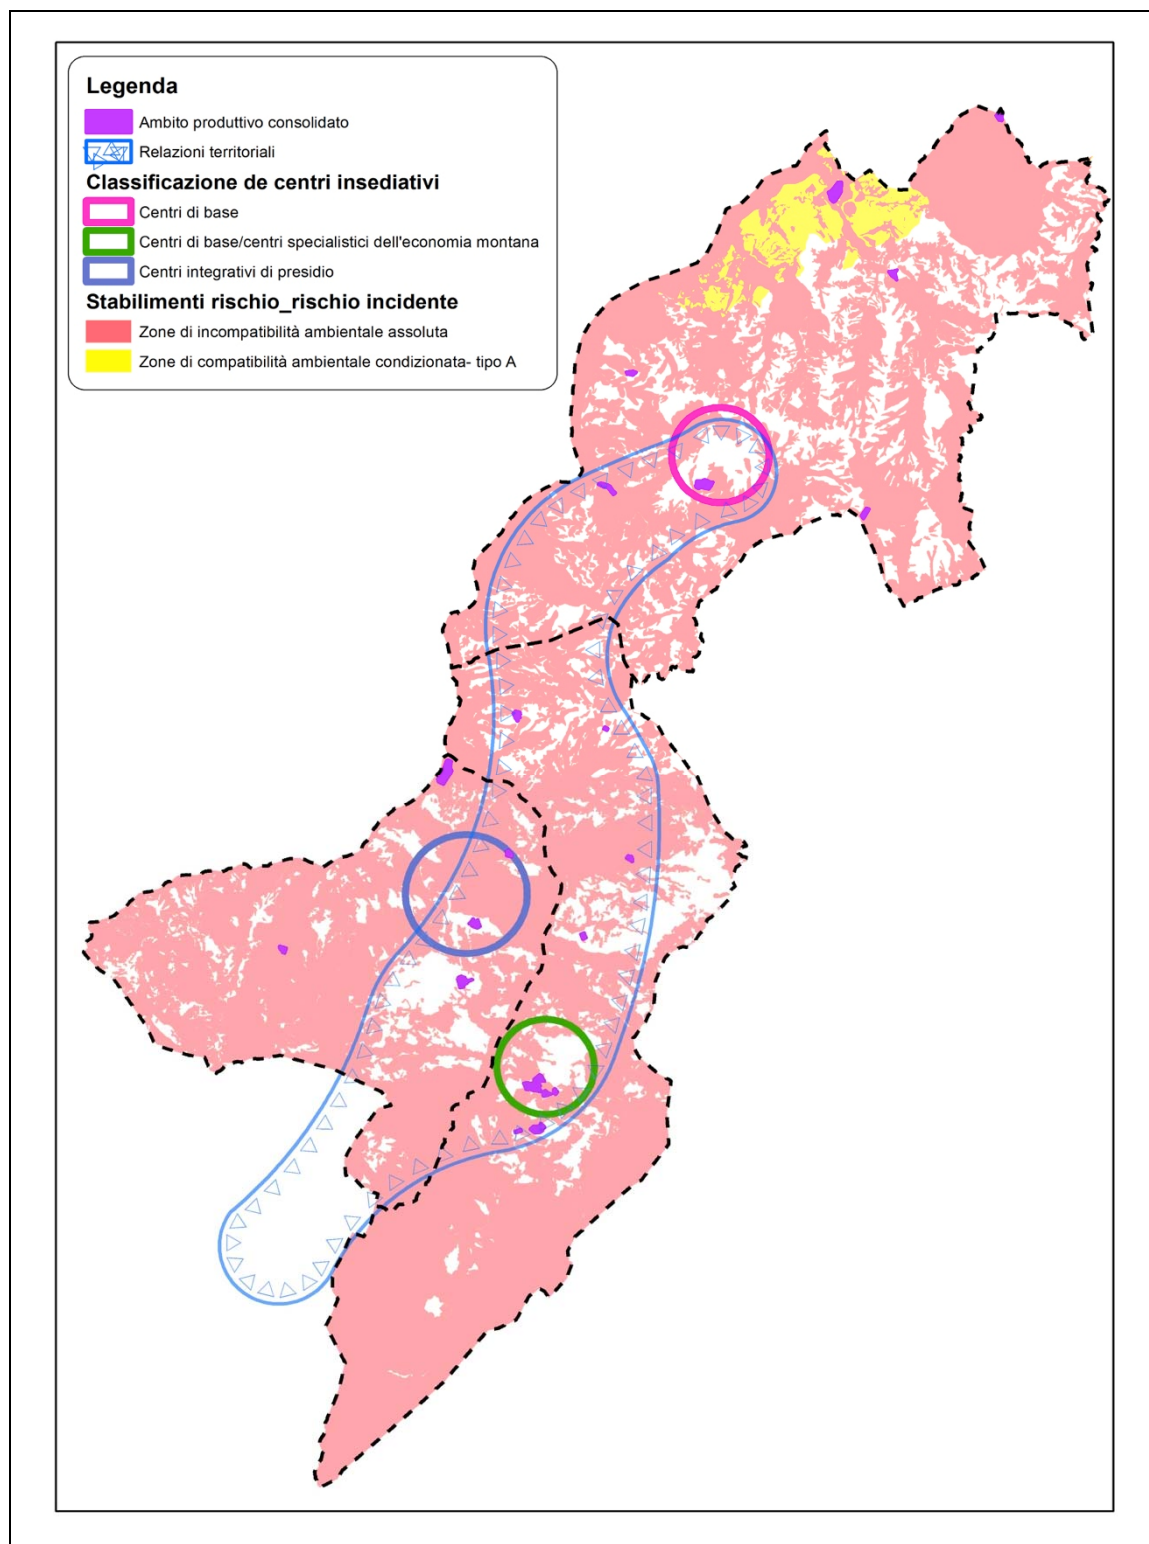 Legenda
Ambito produttivo consolidato
Relazioni territoriali
Classificazione de centri insediativi
Centri di base
Centri di base/centri specialistici dell'economia montana
Centri integrativi di presidio
Stabilimenti rischio_rischio incidente
Zone di incompatibilità ambientale assoluta
Zone di compatibilità ambientale condizionata- tipo A